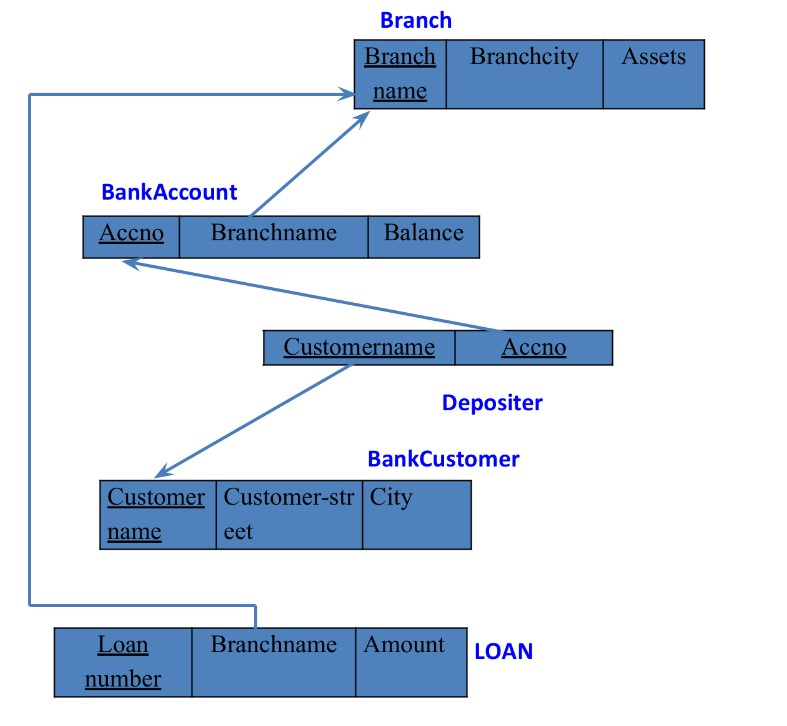 Branch
Branch Branchcity Assets
name
BankAccount
Accno Branchname Balance
Customername Accno
Depositer
BankCustomer
Customer Customer-str City
name eet
Loan Branchname Amount
number
LOAN